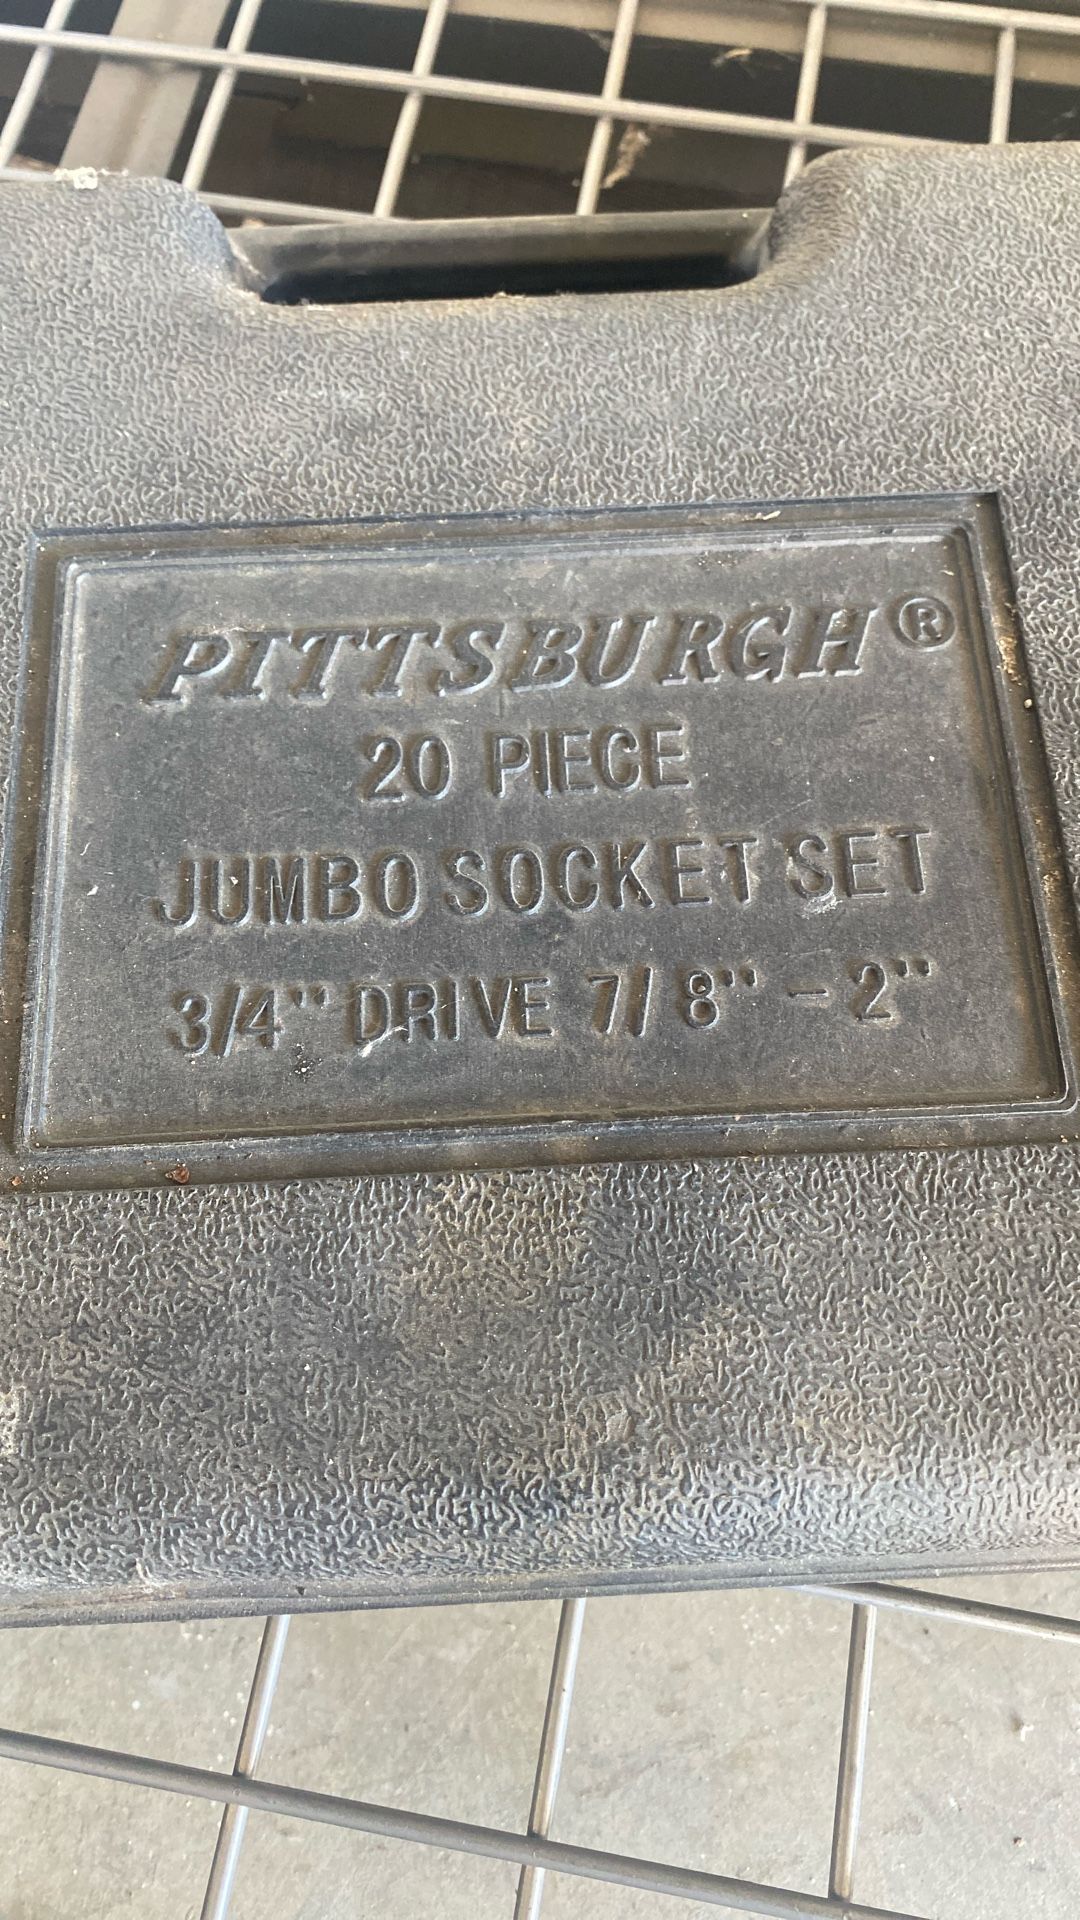 PITTSBURGH®
20 PIECE
JUMBO SOCKET SET
3/4" DRIVE 7/8" - 2"